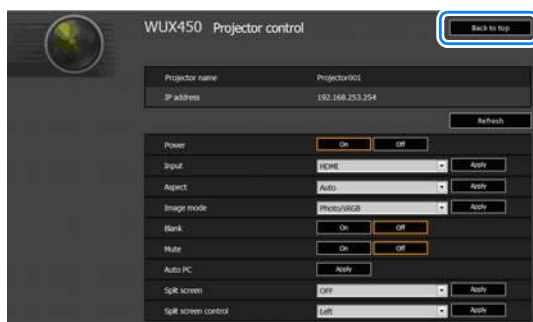 WUX450 Projector control Back to top
Projector name Projector001
IP address 192.168.253.254
Refresh
Power On Off
Input HDMI Apply
Aspect Auto Apply
Image mode Photo/sRGB Apply
Blank On Off
Mute On Off
Auto PC Apply
Split screen OFF Apply
Split screen control Left Apply